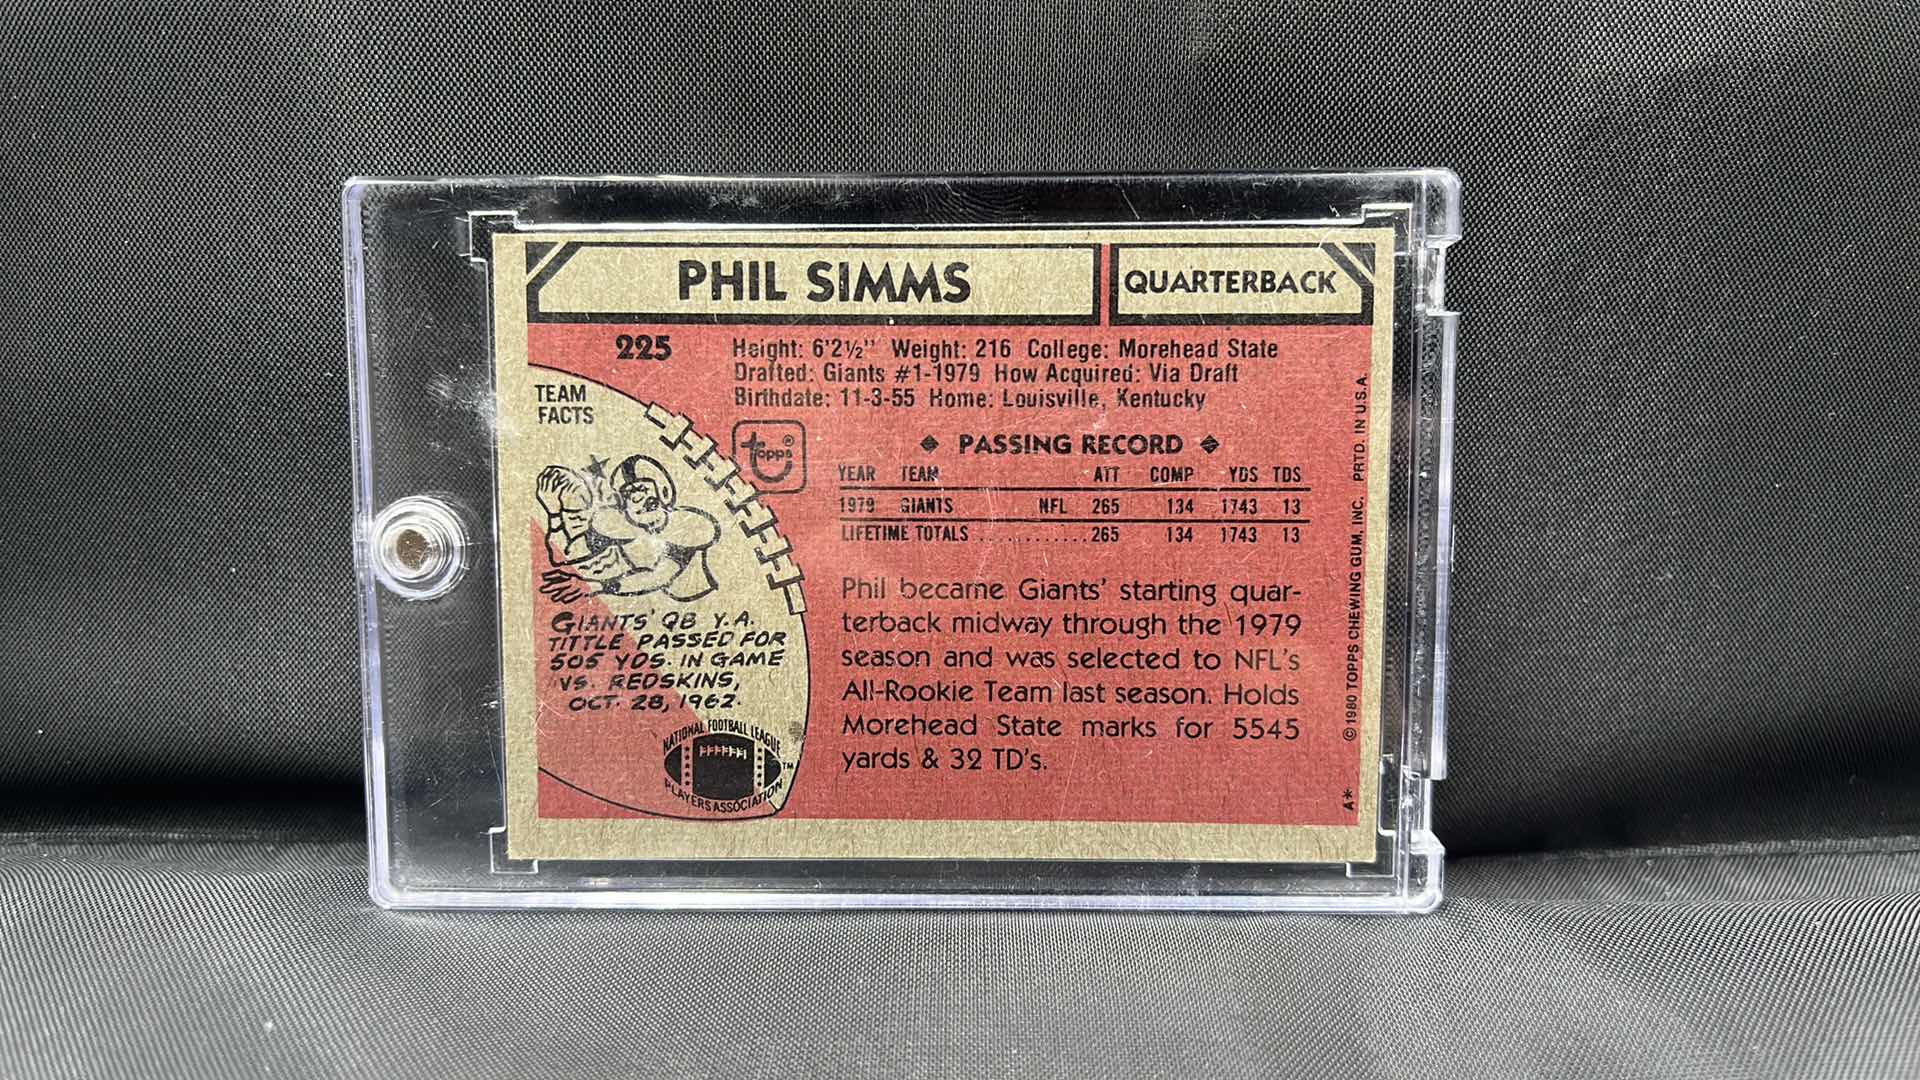 PHIL SIMMS
QUARTERBACK
225
Height: 6'2½" Weight: 216 College: Morehead State
Drafted: Giants #1-1979 How Acquired: Via Draft
Birthdate: 11-3-55 Home: Louisville, Kentucky
TEAM
FACTS
topps®
◆ PASSING RECORD ◆
YEAR TEAM ATT COMP YDS TDS
1979 GIANTS NFL 265 134 1743 13
LIFETIME TOTALS ............ 265 134 1743 13
Phil became Giants' starting quar-
terback midway through the 1979
season and was selected to NFL's
All-Rookie Team last season. Holds
Morehead State marks for 5545
yards & 32 TD's.
GIANTS' QB Y.A.
TITTLE PASSED FOR
505 YDS. IN GAME
VS. REDSKINS,
OCT. 28, 1962.
NATIONAL FOOTBALL LEAGUE
PLAYERS ASSOCIATION
TM
A* © 1980 TOPPS CHEWING GUM, INC. PRTD. IN U.S.A.